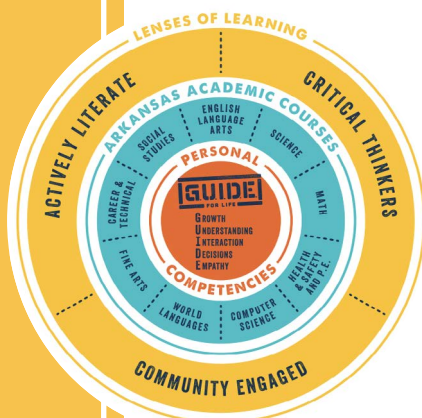 LENSES OF LEARNING
ACTIVELY LITERATE
CRITICAL THINKERS
COMMUNITY ENGAGED
ARKANSAS ACADEMIC COURSES
ENGLISH
LANGUAGE
ARTS
SCIENCE
MATH
HEALTH
& SAFETY
AND P.E.
COMPUTER
SCIENCE
WORLD
LANGUAGES
FINE ARTS
CAREER &
TECHNICAL
SOCIAL
STUDIES
PERSONAL
COMPETENCIES
GUIDE
FOR LIFE
GROWTH
UNDERSTANDING
INTERACTION
DECISIONS
EMPATHY